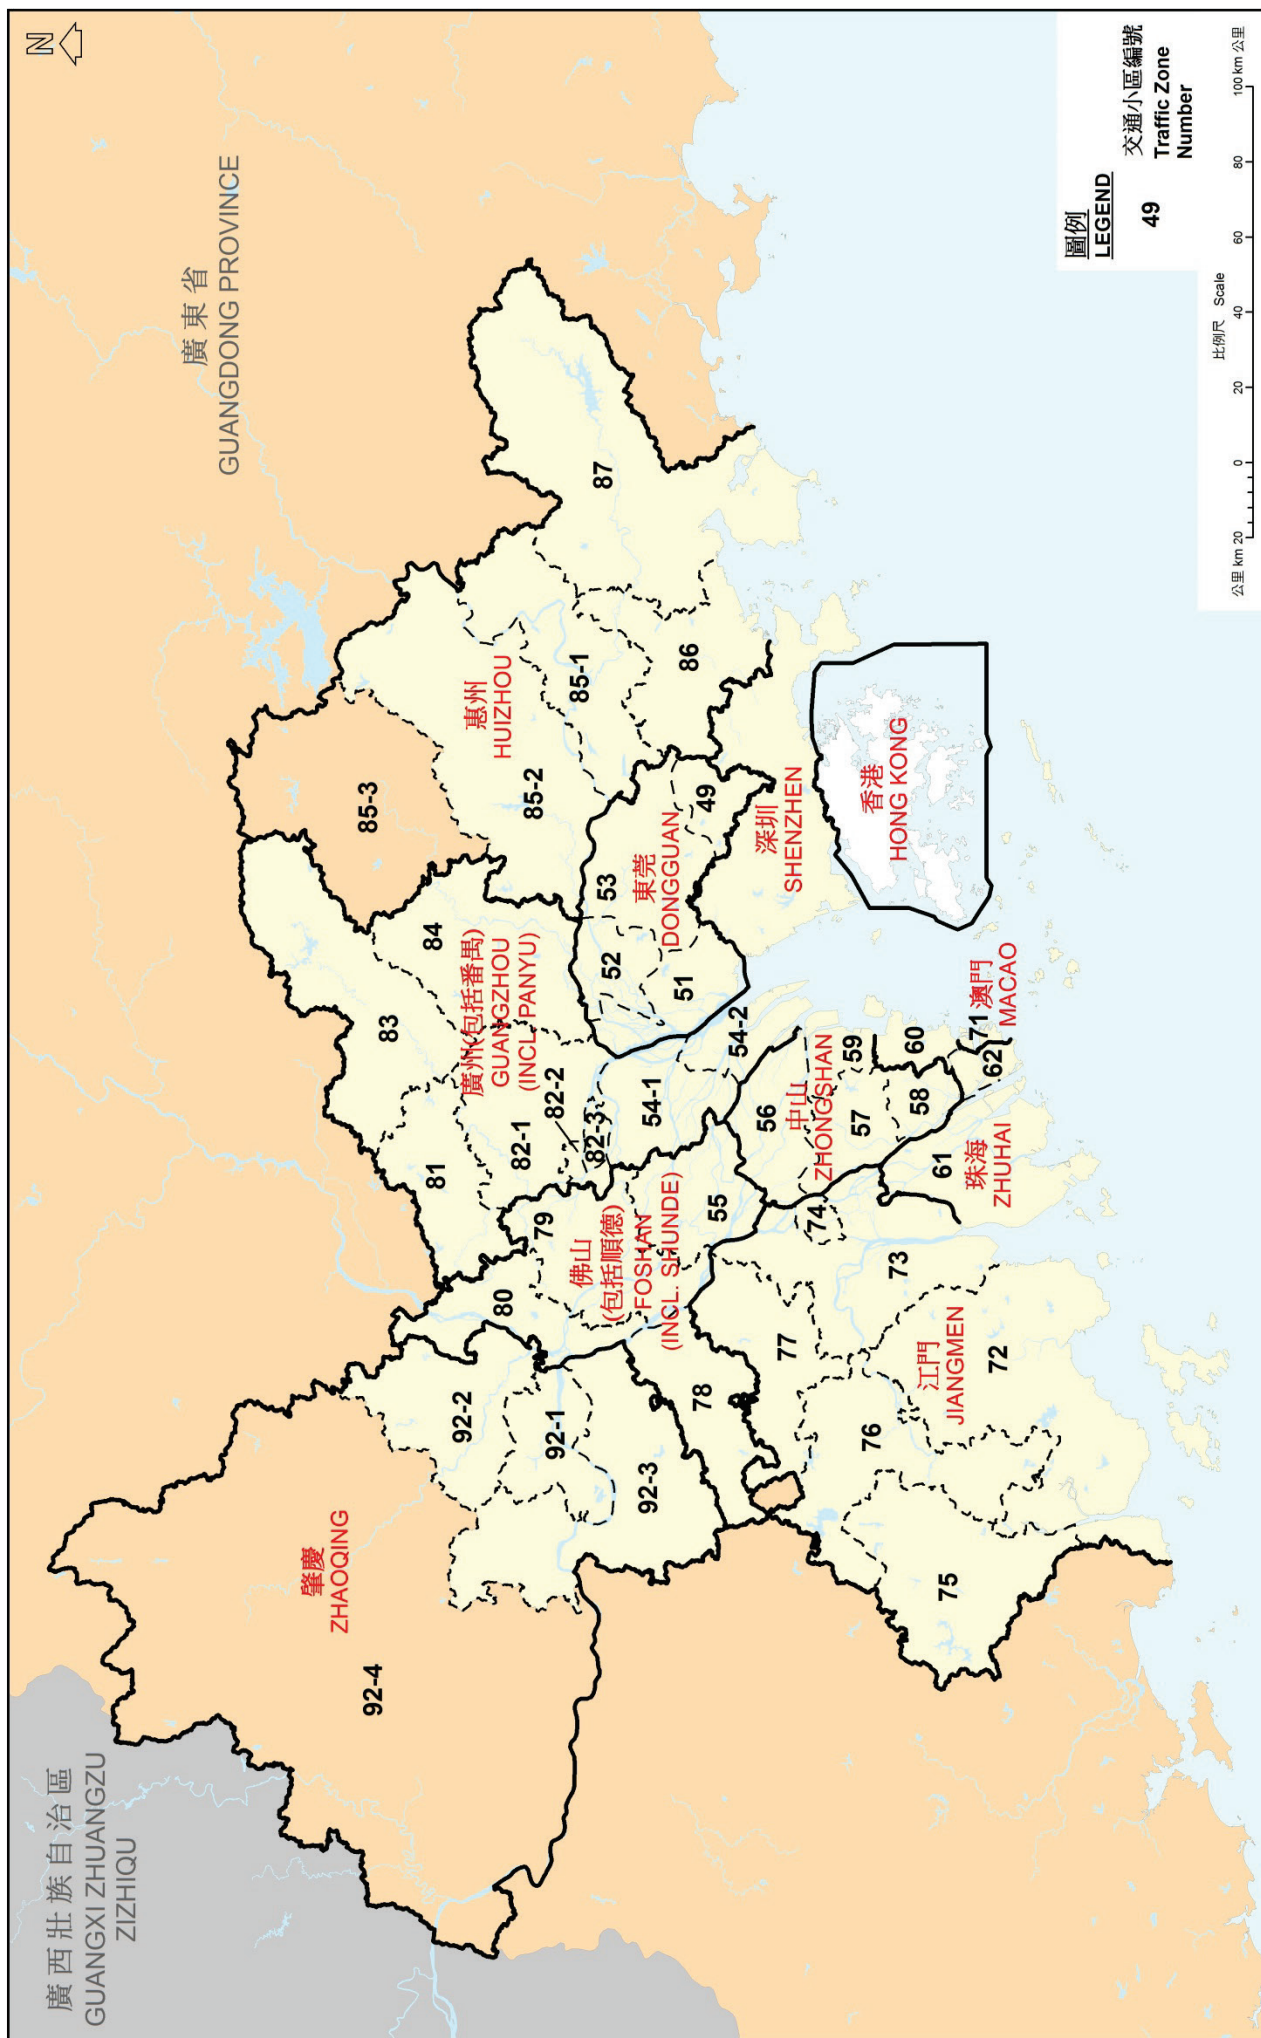 N
廣西壯族自治區
GUANGXI ZHUANGZU
ZIZHIQU
廣東省
GUANGDONG PROVINCE
肇慶
ZHAOQING
92-4
92-2
92-1
92-3
佛山
(包括順德)
FOSHAN
(INCL. SHUNDE)
80
79
78
55
廣州(包括番禺)
GUANGZHOU
(INCL PANYU)
83
84
81
82-1
82-2
82-3
54-1
54-2
惠州
HUIZHOU
85-3
85-2
85-1
86
87
東莞
DONGGUAN
53
52
51
49
深圳
SHENZHEN
香港
HONG KONG
中山
ZHONGSHAN
56
57
59
58
珠海
ZHUHAI
60
61
62
71
澳門
MACAO
江門
JIANGMEN
77
74
73
76
72
75
圖例
LEGEND
49
交通小區編號
Traffic Zone
Number
比例尺 Scale
公里 km 20 0 20 40 60 80 100 km 公里